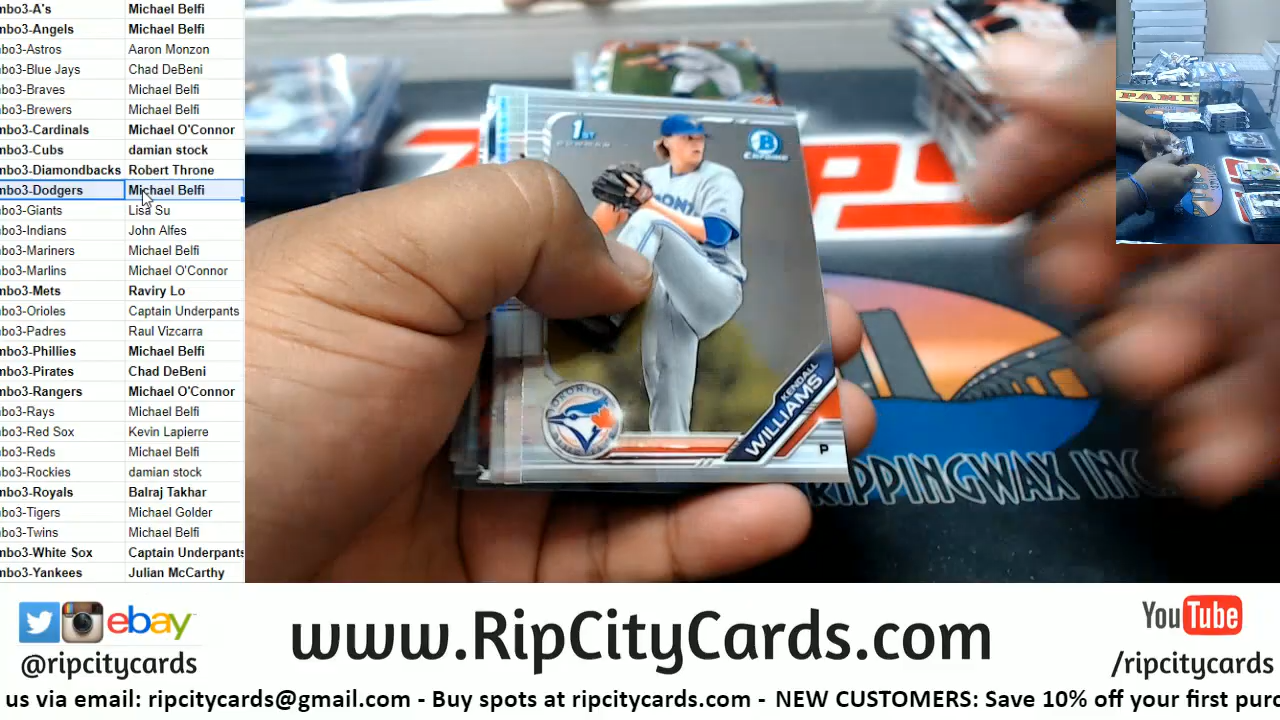 mbo3-A's Michael Belfi
mbo3-Angels Michael Belfi
mbo3-Astros Aaron Monzon
mbo3-Blue Jays Chad DeBeni
mbo3-Braves Michael Belfi
mbo3-Brewers Michael Belfi
mbo3-Cardinals Michael O'Connor
mbo3-Cubs damian stock
mbo3-Diamondbacks Robert Throne
mbo3-Dodgers Michael Belfi
mbo3-Giants Lisa Su
mbo3-Indians John Alfes
mbo3-Mariners Michael Belfi
mbo3-Marlins Michael O'Connor
mbo3-Mets Raviry Lo
mbo3-Orioles Captain Underpants
mbo3-Padres Raul Vizcarra
mbo3-Phillies Michael Belfi
mbo3-Pirates Chad DeBeni
mbo3-Rangers Michael O'Connor
mbo3-Rays Michael Belfi
mbo3-Red Sox Kevin Lapierre
mbo3-Reds Michael Belfi
mbo3-Rockies damian stock
mbo3-Royals Balraj Takhar
mbo3-Tigers Michael Golder
mbo3-Twins Michael Belfi
mbo3-White Sox Captain Underpants
mbo3-Yankees Julian McCarthy
1ST
BOWMAN
B
CHROME
TORONTO
KENDALL
WILLIAMS
P
RIPPINGWAX INC
PANINI
ebay
@ripcitycards
www.RipCityCards.com
YouTube
/ripcitycards
us via email: ripcitycards@gmail.com - Buy spots at ripcitycards.com - NEW CUSTOMERS: Save 10% off your first purc